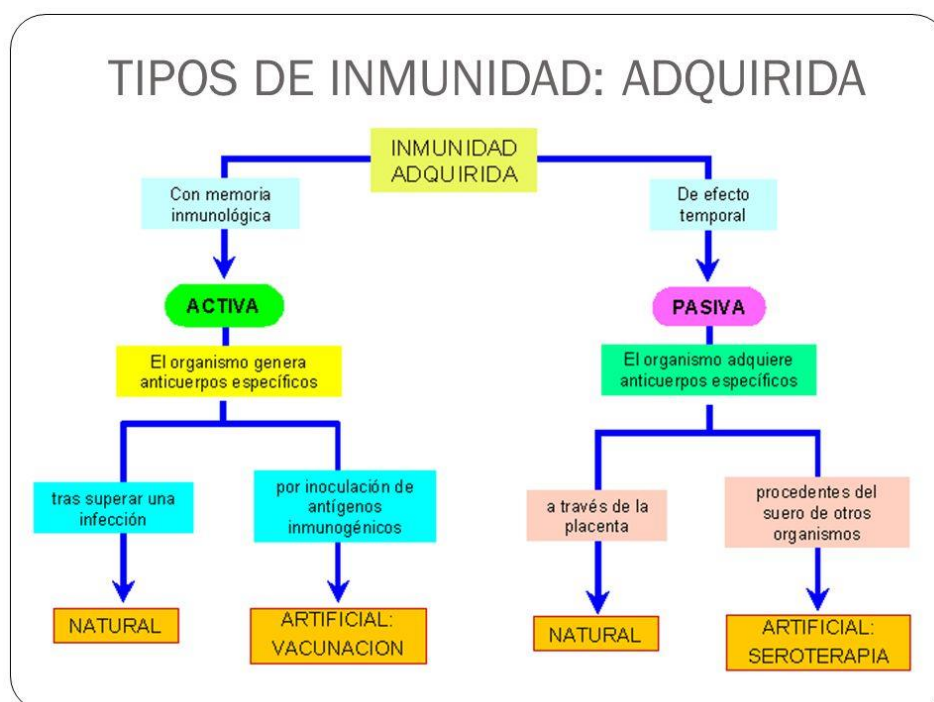 TIPOS DE INMUNIDAD: ADQUIRIDA
INMUNIDAD
ADQUIRIDA
Con memoria
inmunológica
De efecto
temporal
ACTIVA
PASIVA
El organismo genera
anticuerpos específicos
El organismo adquiere
anticuerpos específicos
tras superar una
infección
por inoculación de
antígenos
inmunogénicos
a través de la
placenta
procedentes del
suero de otros
organismos
NATURAL
ARTIFICIAL:
VACUNACION
NATURAL
ARTIFICIAL:
SEROTERAPIA